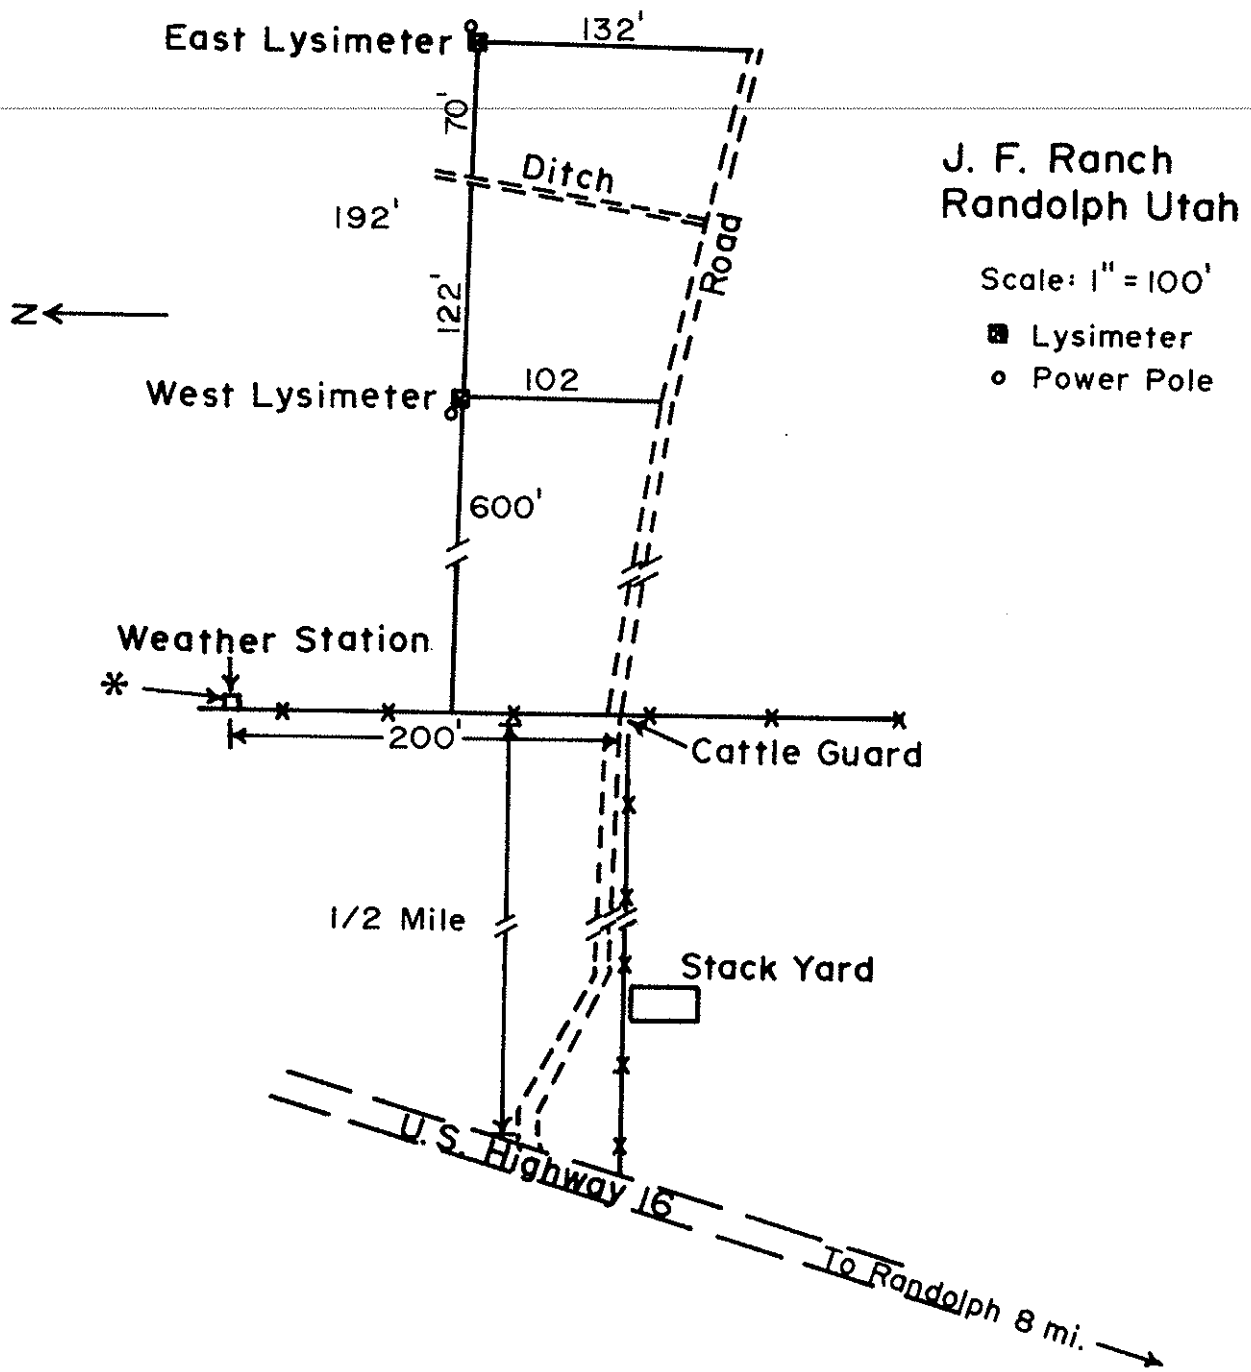 East Lysimeter
132'
70'
Ditch
192'
Road
J. F. Ranch
Randolph Utah
Scale: 1" = 100'
Lysimeter
Power Pole
N
122'
West Lysimeter
102
600'
Weather Station
*
200'
Cattle Guard
1/2 Mile
Stack Yard
U. S. Highway 16
To Randolph 8 mi.